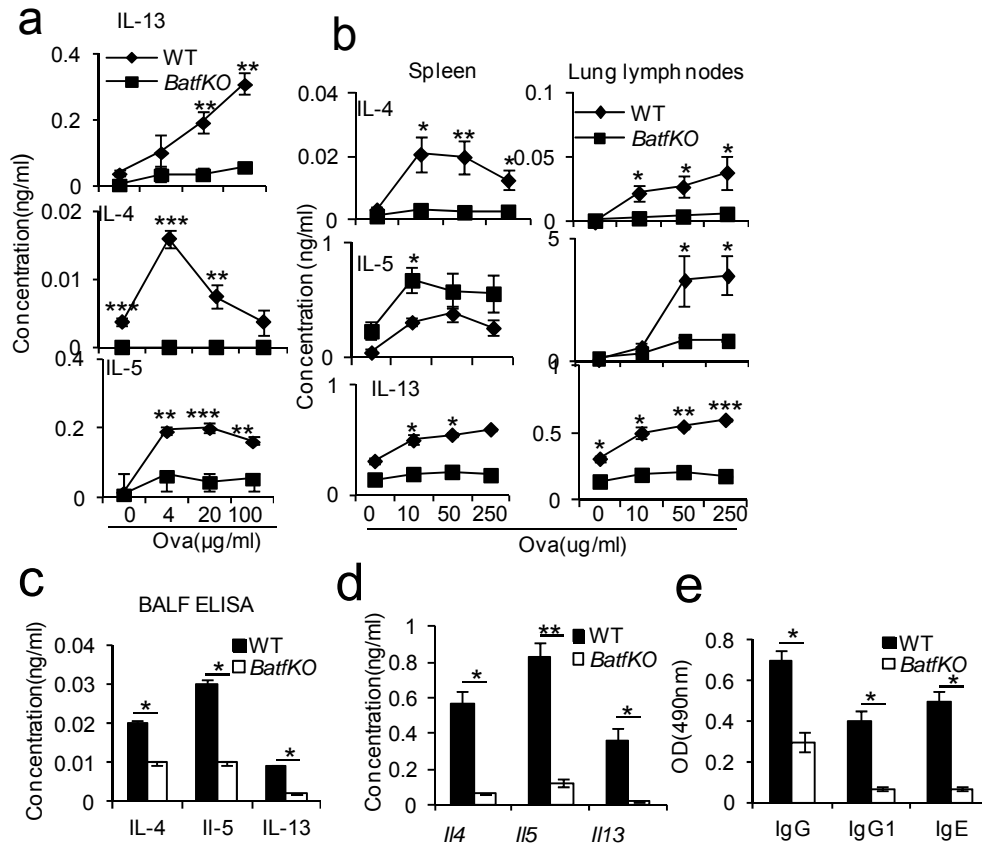 a
IL-13
WT
BatfKO
0.4
0.2
0
**
**
0.02
0.01
0
IL-4
***
***
**
0.4
0.2
0
IL-5
**
***
**
0 4 20 100
Ova(µg/ml)
Concentration(ng/ml)
b
Spleen
Lung lymph nodes
0.04
0.02
0
IL-4
*
**
*
0.1
0.05
0
WT
BatfKO
*
*
*
1
0
IL-5
*
5
0
*
*
1
0
IL-13
*
*
1
0.5
0
*
*
**
***
0 10 50 250
0 10 50 250
Ova(ug/ml)
Concentration (ng/ml)
c
BALF ELISA
WT
BatfKO
0.04
0.03
0.02
0.01
0
*
*
*
IL-4 Il-5 IL-13
Concentration(ng/ml)
d
WT
BatfKO
1
0.8
0.6
0.4
0.2
0
*
**
*
Il4 Il5 Il13
Concentration(ng/ml)
e
WT
BatfKO
0.8
0.6
0.4
0.2
0
*
*
*
IgG IgG1 IgE
OD(490nm)